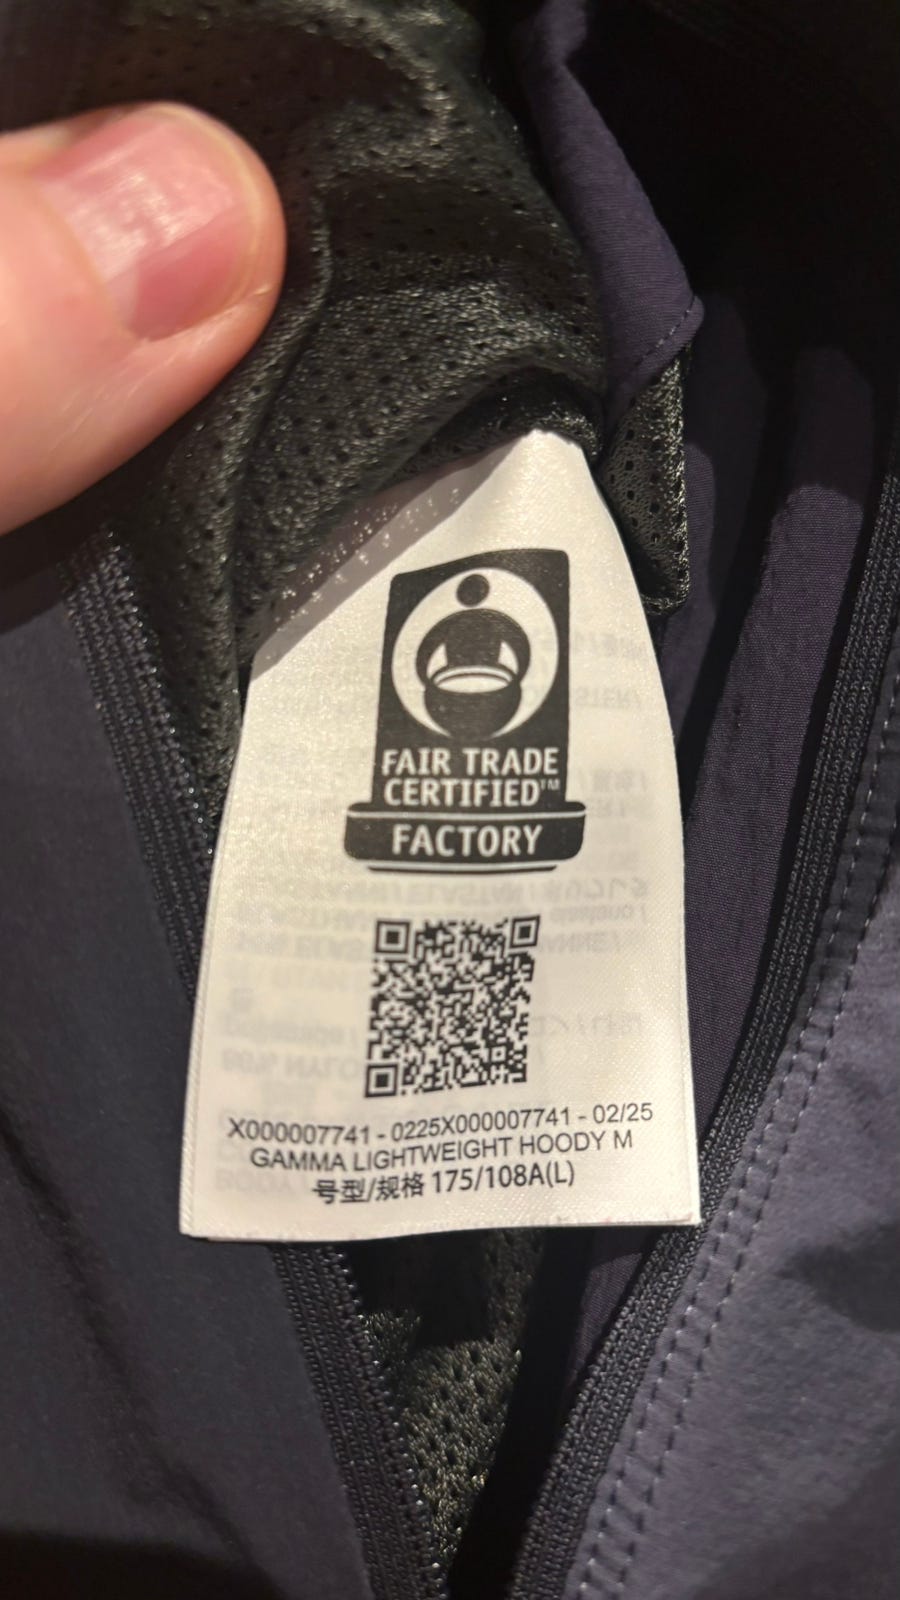 FAIR TRADE
CERTIFIED™
FACTORY
X000007741 - 0225X000007741 - 02/25
GAMMA LIGHTWEIGHT HOODY M
号型/规格 175/108A(L)